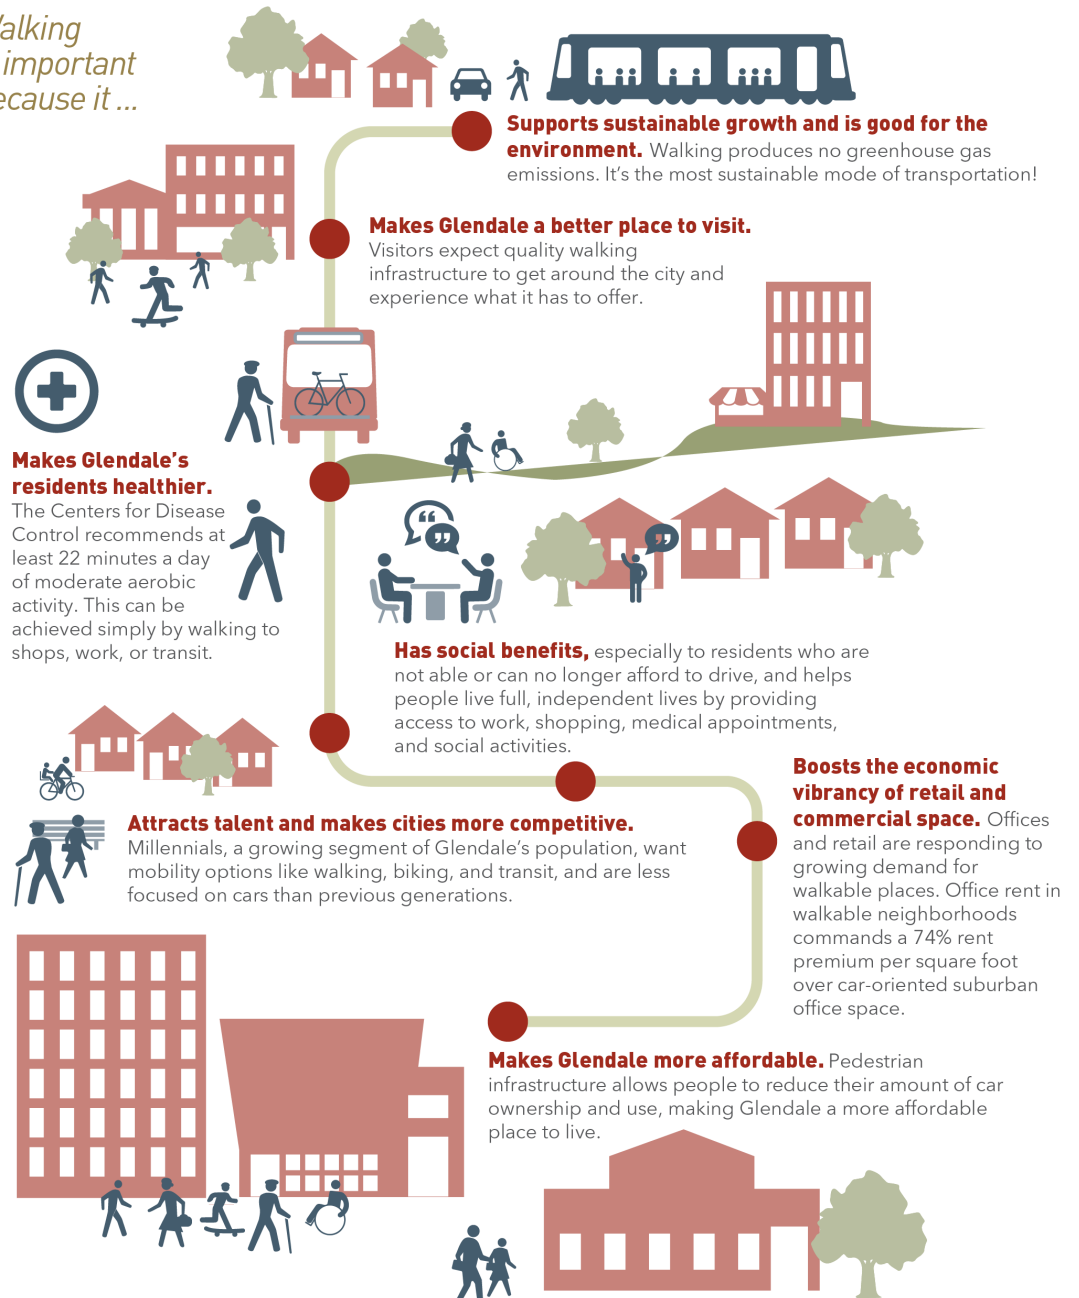 alking
important
ecause it ...
Supports sustainable growth and is good for the
environment. Walking produces no greenhouse gas
emissions. It's the most sustainable mode of transportation!
Makes Glendale a better place to visit.
Visitors expect quality walking
infrastructure to get around the city and
experience what it has to offer.
Makes Glendale's
residents healthier.
The Centers for Disease
Control recommends at
least 22 minutes a day
of moderate aerobic
activity. This can be
achieved simply by walking to
shops, work, or transit.
Has social benefits, especially to residents who are
not able or can no longer afford to drive, and helps
people live full, independent lives by providing
access to work, shopping, medical appointments,
and social activities.
Attracts talent and makes cities more competitive.
Millennials, a growing segment of Glendale's population, want
mobility options like walking, biking, and transit, and are less
focused on cars than previous generations.
Boosts the economic
vibrancy of retail and
commercial space. Offices
and retail are responding to
growing demand for
walkable places. Office rent in
walkable neighborhoods
commands a 74% rent
premium per square foot
over car-oriented suburban
office space.
Makes Glendale more affordable. Pedestrian
infrastructure allows people to reduce their amount of car
ownership and use, making Glendale a more affordable
place to live.